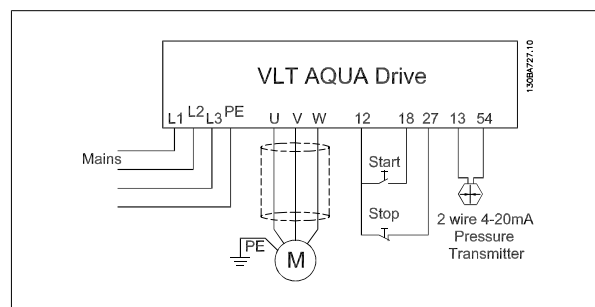 VLT AQUA Drive
130BA727.10
L1 L2 L3 PE U V W 12 18 27 13 54
Mains
Start
Stop
PE
M
2 wire 4-20mA
Pressure
Transmitter